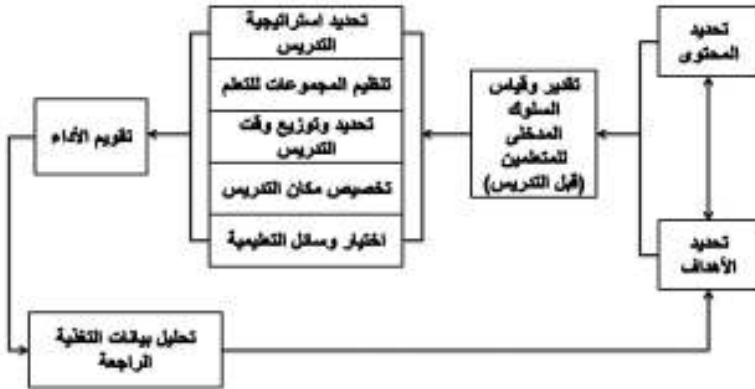 تحديد
المحتوى
تقدير وقياس
السلوك
المدخلى
للمتعلمين
(قبل التدريس)
تحديد
الأهداف
تحديد استراتيجية
التدريس
تنظيم المجموعات للتعلم
تحديد وتوزيع وقت
التدريس
تخصيص مكان التدريس
اختيار وسائل التعليمية
تقويم الأداء
تحليل بيانات التغذية
الراجعة